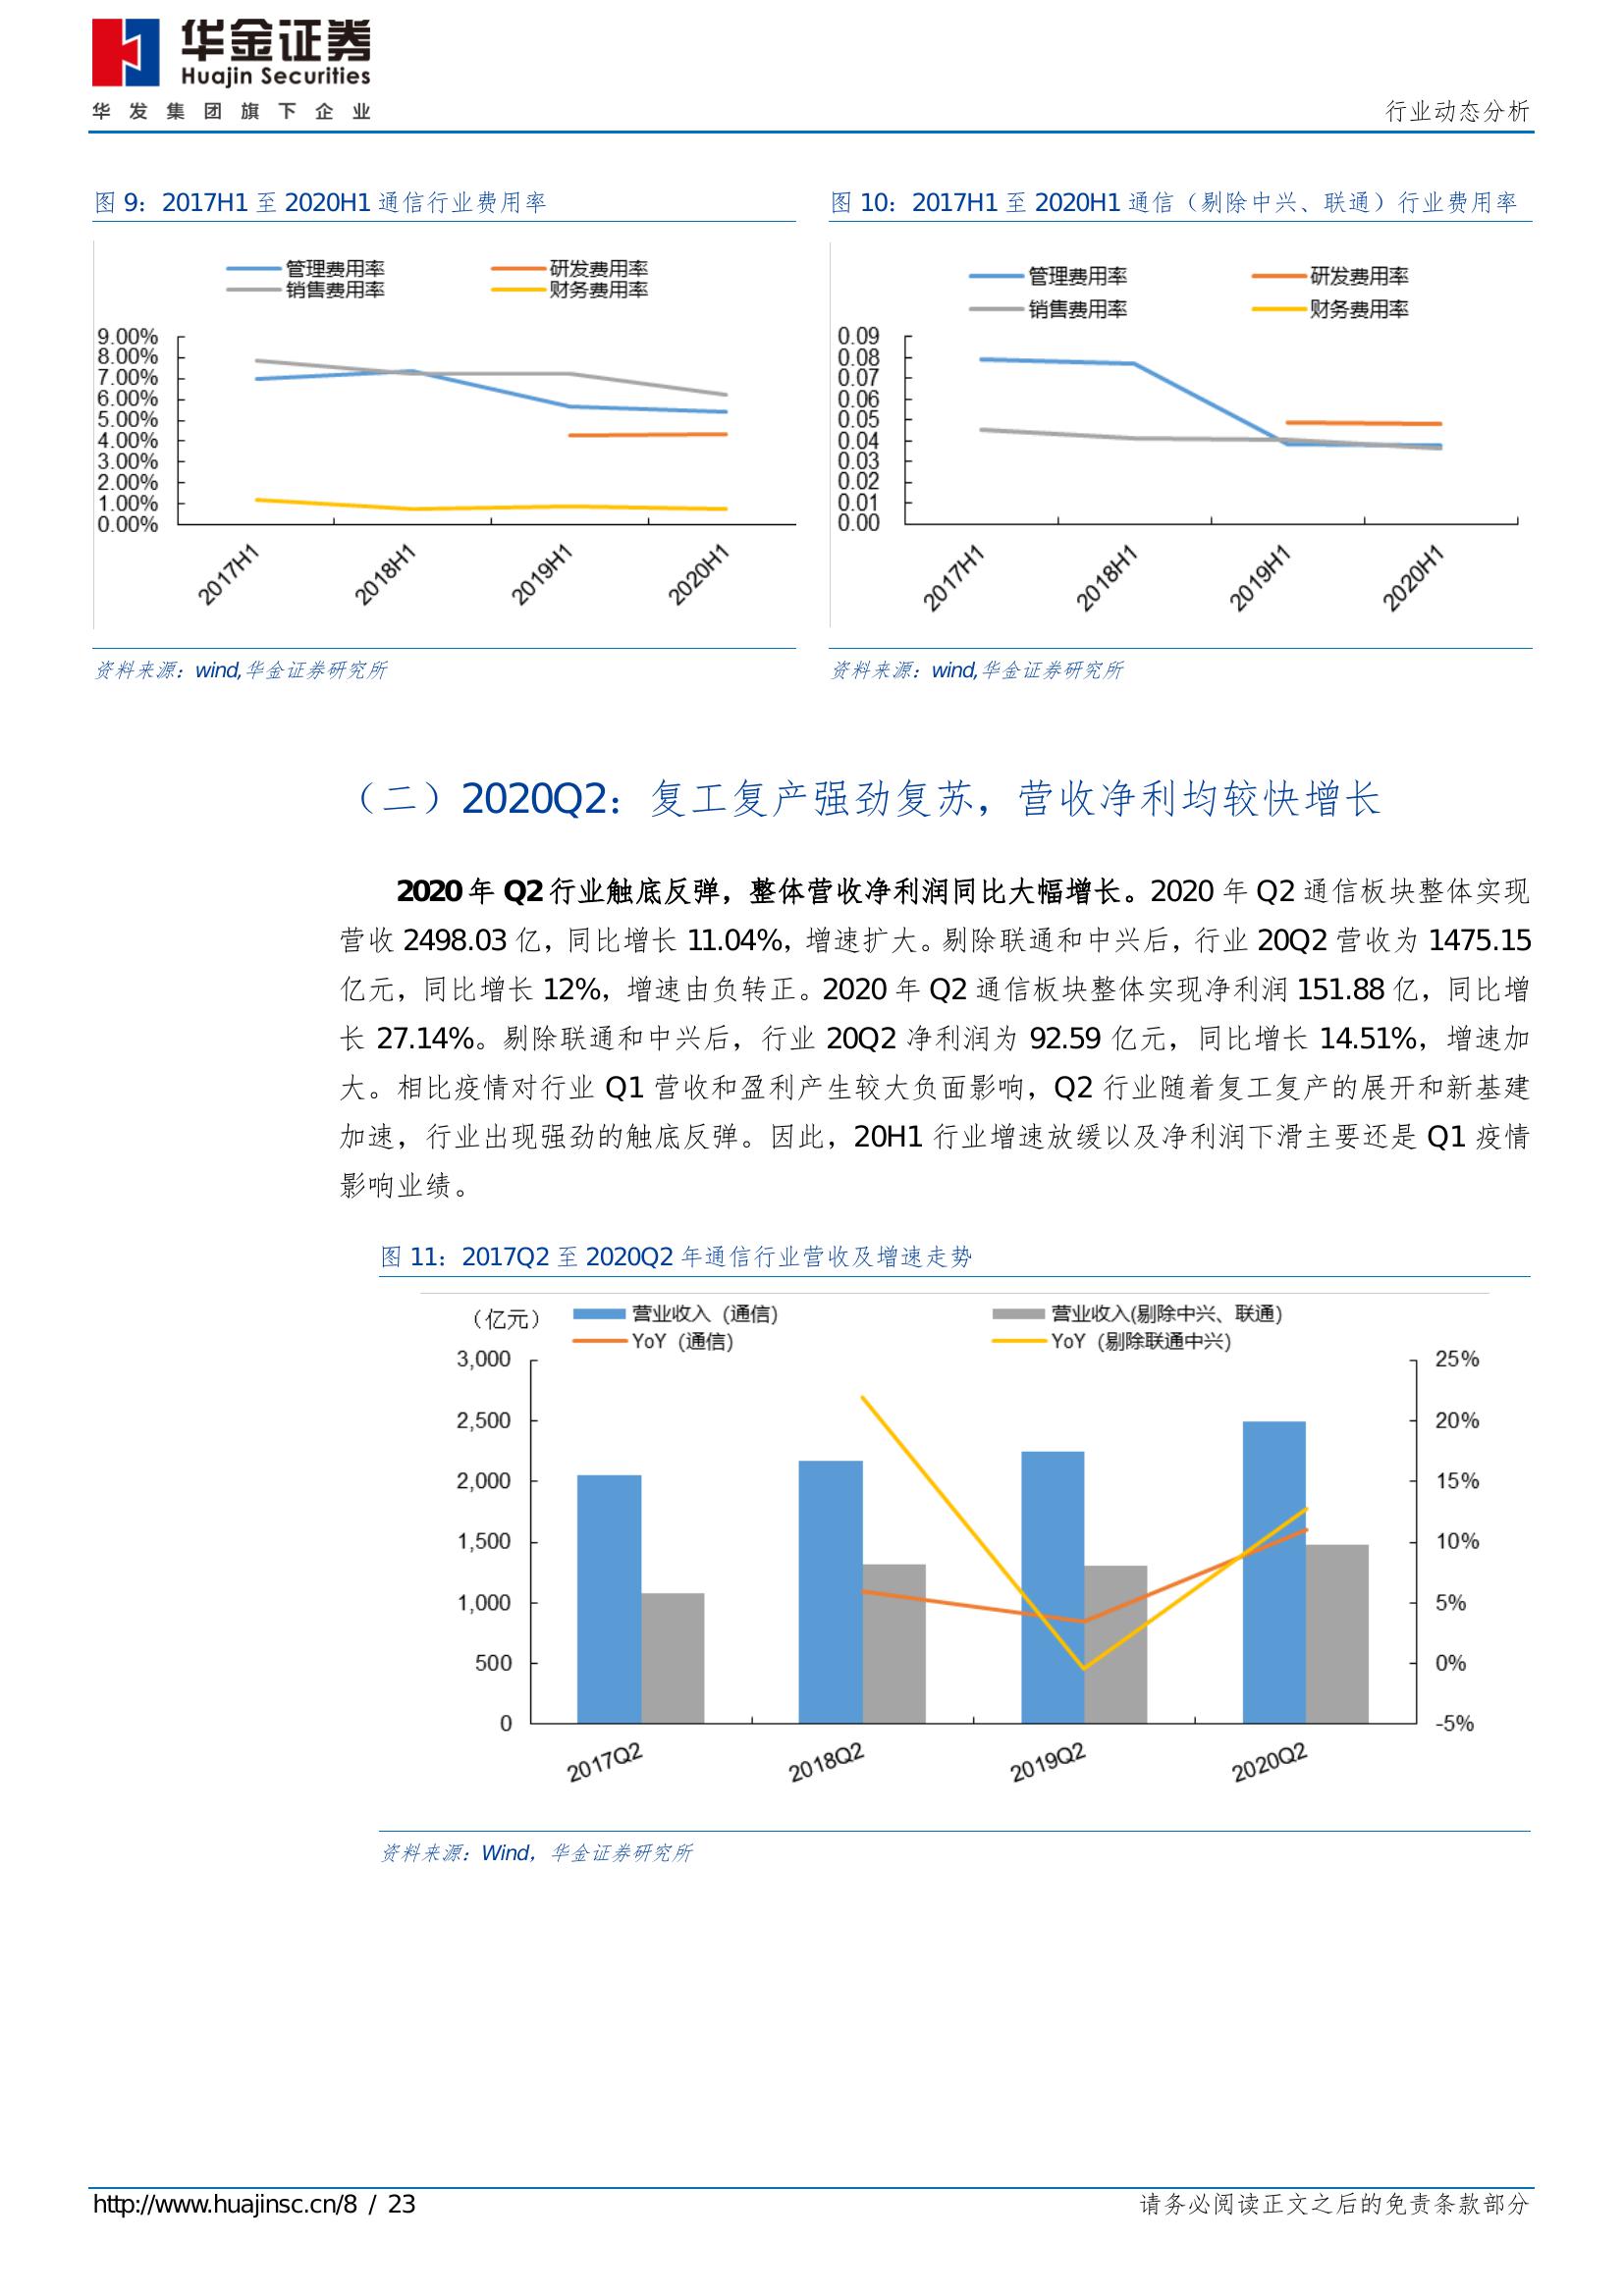 华金证券
Huajin Securities
华发集团旗下企业
行业动态分析
图 9：2017H1 至 2020H1 通信行业费用率
管理费用率
研发费用率
销售费用率
财务费用率
9.00%
8.00%
7.00%
6.00%
5.00%
4.00%
3.00%
2.00%
1.00%
0.00%
2017H1
2018H1
2019H1
2020H1
资料来源：wind,华金证券研究所
图 10：2017H1 至 2020H1 通信（剔除中兴、联通）行业费用率
管理费用率
研发费用率
销售费用率
财务费用率
0.09
0.08
0.07
0.06
0.05
0.04
0.03
0.02
0.01
0.00
2017H1
2018H1
2019H1
2020H1
资料来源：wind,华金证券研究所
（二）2020Q2：复工复产强劲复苏，营收净利均较快增长
2020 年 Q2 行业触底反弹，整体营收净利润同比大幅增长。2020 年 Q2 通信板块整体实现
营收 2498.03 亿，同比增长 11.04%，增速扩大。剔除联通和中兴后，行业 20Q2 营收为 1475.15
亿元，同比增长 12%，增速由负转正。2020 年 Q2 通信板块整体实现净利润 151.88 亿，同比增
长 27.14%。剔除联通和中兴后，行业 20Q2 净利润为 92.59 亿元，同比增长 14.51%，增速加
大。相比疫情对行业 Q1 营收和盈利产生较大负面影响，Q2 行业随着复工复产的展开和新基建
加速，行业出现强劲的触底反弹。因此，20H1 行业增速放缓以及净利润下滑主要还是 Q1 疫情
影响业绩。
图 11：2017Q2 至 2020Q2 年通信行业营收及增速走势
（亿元）
营业收入（通信）
营业收入(剔除中兴、联通)
YoY（通信）
YoY（剔除联通中兴）
3,000
2,500
2,000
1,500
1,000
500
0
25%
20%
15%
10%
5%
0%
-5%
2017Q2
2018Q2
2019Q2
2020Q2
资料来源：Wind，华金证券研究所
http://www.huajinsc.cn/8 / 23
请务必阅读正文之后的免责条款部分